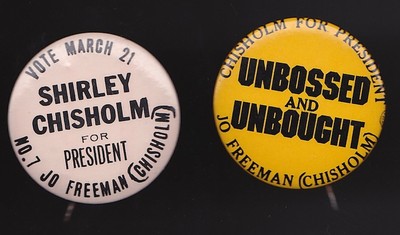 VOTE MARCH 21
SHIRLEY
CHISHOLM
FOR
PRESIDENT
NO. 7 JO FREEMAN (CHISHOLM)
CHISHOLM FOR PRESIDENT
UNBOSSED
AND
UNBOUGHT
JO FREEMAN (CHISHOLM)